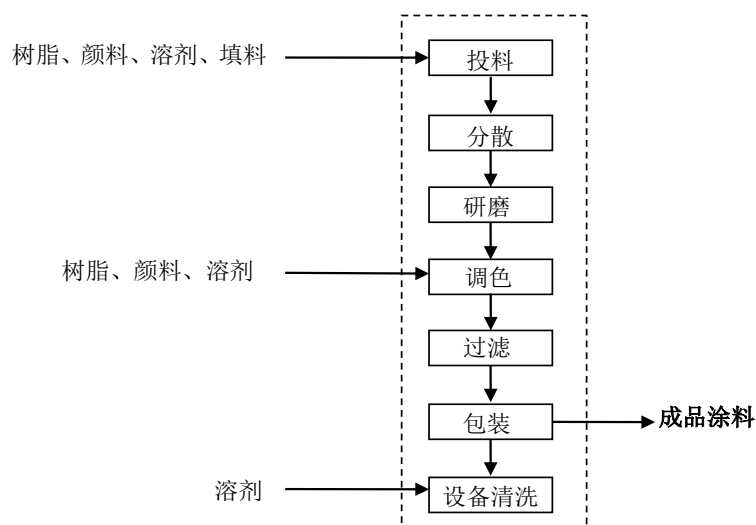 树脂、颜料、溶剂、填料
投料
分散
研磨
树脂、颜料、溶剂
调色
过滤
包装
成品涂料
溶剂
设备清洗